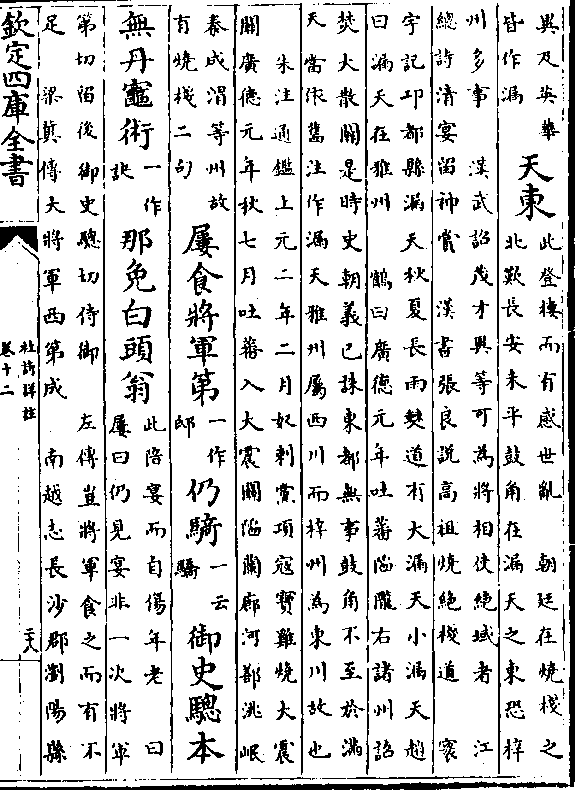 異及英華
皆作漏
天東
此登樓而有感世亂　朝廷在燒棧之
北歎長安未平鼓角在漏天之東恐梓
州多事　漢武詔茂才異等可為將相使絶域者　江
總詩清宴留神賞　漢書張良説高祖燒絶棧道　寰
宇記卭都縣漏天秋夏長雨僰道有大漏天小漏天趙
曰漏天在雅州　鶴曰廣德元年吐蕃陷隴右諸州詔
焚大散關是時史朝義已誅東都無事鼓角不至於滿
天當依舊注作漏天雅州屬西川而梓州為東川故也
朱注通鑑上元二年二月奴剌黨項寇寶雞燒大震
關廣德元年秋七月吐蕃入大震關陷蘭廓河鄯洮岷
秦成渭等州故
有燒棧二句
屢食將軍第
一作
邸
仍騎
一云
驕
御史驄本
無丹竈術
一作
訣
那免白頭翁
此陪宴而自傷年老　曰
屢曰仍見宴非一次將軍
第切留後御史驄切侍御　左傳豈將軍食之而有不
足　梁冀傳大將軍西第成　南越志長沙郡瀏陽縣
欽定四庫全書
杜詩詳註
卷十二